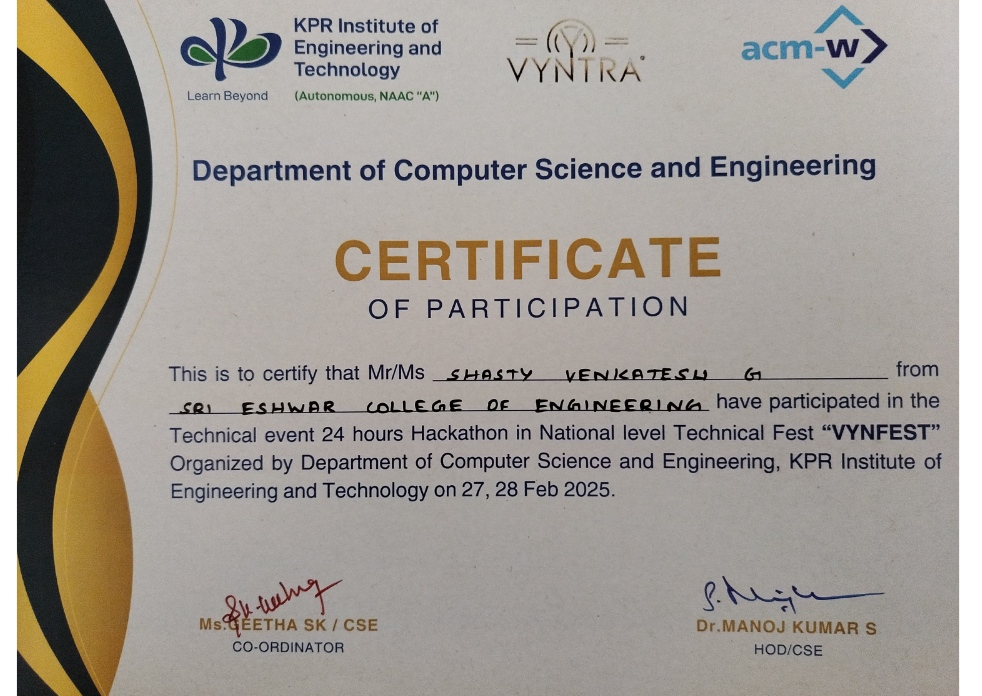 KPR Institute of
Engineering and
Technology
Learn Beyond
(Autonomous, NAAC "A")
VYNTRA
acm-w
Department of Computer Science and Engineering
CERTIFICATE
OF PARTICIPATION
This is to certify that Mr/Ms SHASTY VENKATESH G from
SRI ESHWAR COLLEGE OF ENGINEERING have participated in the
Technical event 24 hours Hackathon in National level Technical Fest “VYNFEST”
Organized by Department of Computer Science and Engineering, KPR Institute of
Engineering and Technology on 27, 28 Feb 2025.
Ms.GEETHA SK / CSE
CO-ORDINATOR
Dr.MANOJ KUMAR S
HOD/CSE